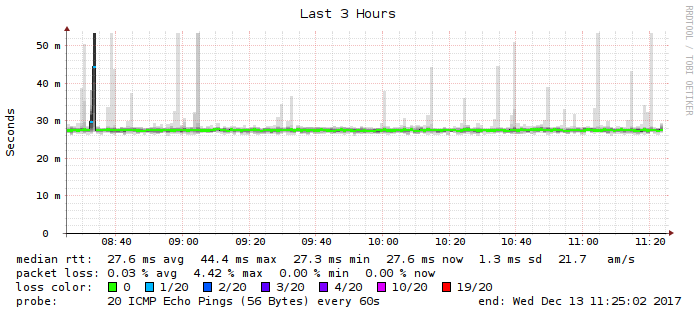 Last 3 Hours
RRDTOOL / TOBI OETIKER
Seconds
50 m
40 m
30 m
20 m
10 m
0
08:40 09:00 09:20 09:40 10:00 10:20 10:40 11:00 11:20
median rtt: 27.6 ms avg 44.4 ms max 27.3 ms min 27.6 ms now 1.3 ms sd 21.7 am/s
packet loss: 0.03 % avg 4.42 % max 0.00 % min 0.00 % now
loss color: 0 1/20 2/20 3/20 4/20 10/20 19/20
probe: 20 ICMP Echo Pings (56 Bytes) every 60s end: Wed Dec 13 11:25:02 2017